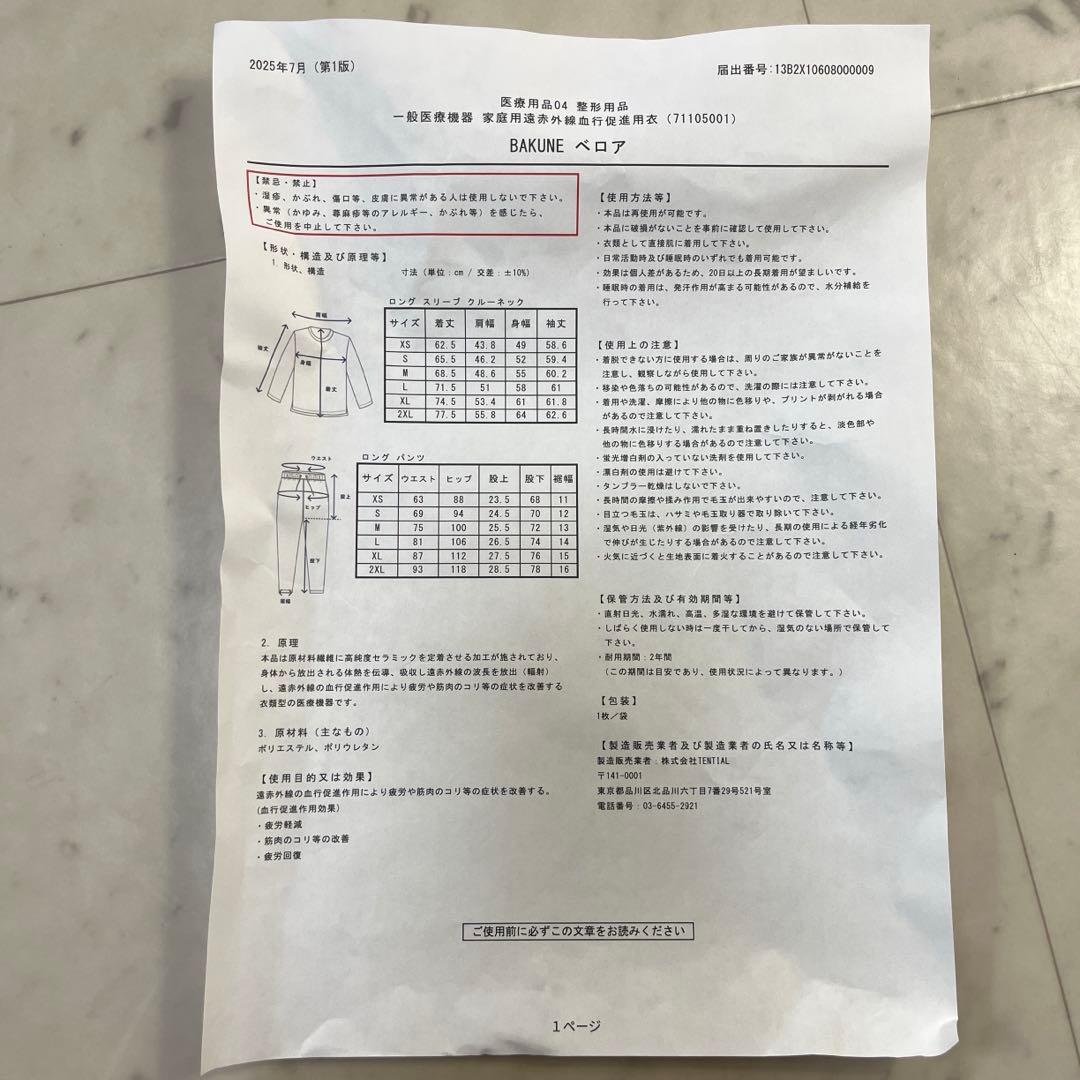 2025年7月（第1版）
届出番号:13B2X10608000009
医療用品04 整形用品
一般医療機器 家庭用遠赤外線血行促進用衣（71105001）
BAKUNE ベロア
【禁忌・禁止】
・湿疹、かぶれ、傷口等、皮膚に異常がある人は使用しないで下さい。
・異常（かゆみ、蕁麻疹等のアレルギー、かぶれ等）を感じたら、
ご使用を中止して下さい。
【形状・構造及び原理等】
1. 形状、構造
寸法（単位：cm / 交差：±10%）
ロング スリーブ クルーネック
肩幅
袖丈
身幅
着丈
サイズ 着丈 肩幅 身幅 袖丈
XS 62.5 43.8 49 58.6
S 65.5 46.2 52 59.4
M 68.5 48.6 55 60.2
L 71.5 51 58 61
XL 74.5 53.4 61 61.8
2XL 77.5 55.8 64 62.6
ロング パンツ
ウエスト
股上
ヒップ
股下
裾幅
サイズ ウエスト ヒップ 股上 股下 裾幅
XS 63 88 23.5 68 11
S 69 94 24.5 70 12
M 75 100 25.5 72 13
L 81 106 26.5 74 14
XL 87 112 27.5 76 15
2XL 93 118 28.5 78 16
2. 原理
本品は原材料繊維に高純度セラミックを定着させる加工が施されており、
身体から放出される体熱を伝導、吸収し遠赤外線の波長を放出（輻射）
し、遠赤外線の血行促進作用により疲労や筋肉のコリ等の症状を改善する
衣類型の医療機器です。
3. 原材料（主なもの）
ポリエステル、ポリウレタン
【使用目的又は効果】
遠赤外線の血行促進作用により疲労や筋肉のコリ等の症状を改善する。
(血行促進作用効果)
・疲労軽減
・筋肉のコリ等の改善
・疲労回復
【使用方法等】
・本品は再使用が可能です。
・本品に破損がないことを事前に確認して使用して下さい。
・衣類として直接肌に着用して下さい。
・日常活動時及び睡眠時のいずれでも着用可能です。
・効果は個人差があるため、20日以上の長期着用が望ましいです。
・睡眠時の着用は、発汗作用が高まる可能性があるので、水分補給を
行って下さい。
【使用上の注意】
・着脱できない方に使用する場合は、周りのご家族が異常がないことを
注意し、観察しながら使用して下さい。
・移染や色落ちの可能性があるので、洗濯の際には注意して下さい。
・着用や洗濯、摩擦により他の物に色移りや、プリントが剥がれる場合
があるので注意して下さい。
・長時間水に浸けたり、濡れたまま重ね置きしたりすると、淡色部や
他の物に色移りする場合があるので注意して下さい。
・蛍光増白剤の入っていない洗剤を使用して下さい。
・漂白剤の使用は避けて下さい。
・タンブラー乾燥はしないで下さい。
・長時間の摩擦や揉み作用で毛玉が出来やすいので、注意して下さい。
・目立つ毛玉は、ハサミや毛玉取り器で取り除いて下さい。
・湿気や日光（紫外線）の影響を受けたり、長期の使用による経年劣化
で伸びが生じたりする場合があるので注意して下さい。
・火気に近づくと生地表面に着火することがあるので注意して下さい。
【保管方法及び有効期間等】
・直射日光、水濡れ、高温、多湿な環境を避けて保管して下さい。
・しばらく使用しない時は一度干してから、湿気のない場所で保管して
下さい。
・耐用期間：2年間
（この期間は目安であり、使用状況によって異なります。）
【包装】
1枚／袋
【製造販売業者及び製造業者の氏名又は名称等】
製造販売業者：株式会社TENTIAL
〒141-0001
東京都品川区北品川六丁目7番29号521号室
電話番号：03-6455-2921
ご使用前に必ずこの文章をお読みください
1ページ